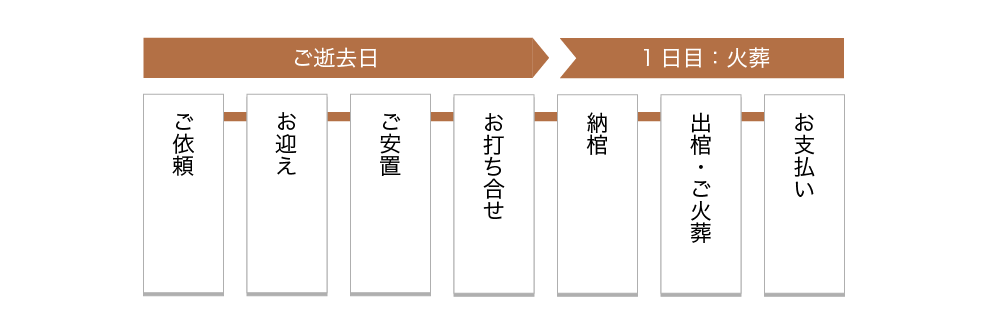 ご逝去日
1日目：火葬
ご依頼
お迎え
ご安置
お打ち合せ
納棺
出棺・ご火葬
お支払い